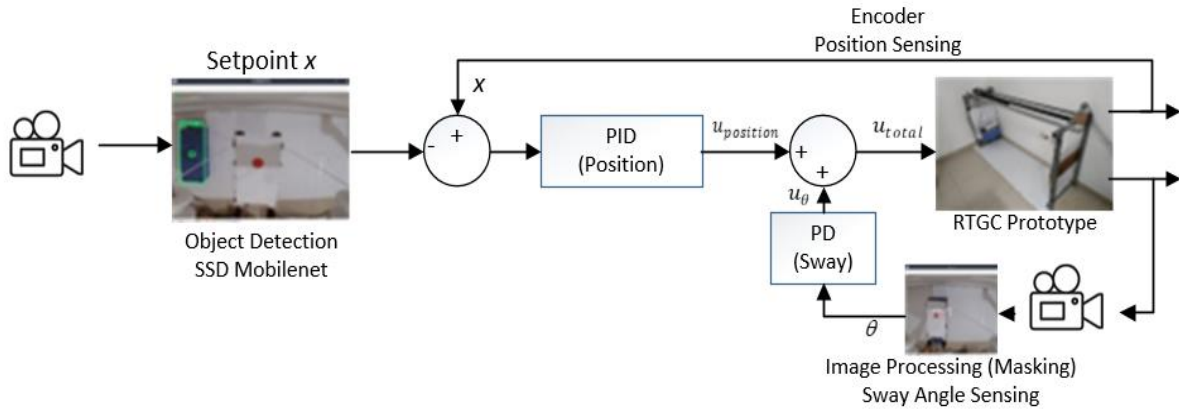 Encoder
Position Sensing
Setpoint x
x
- +
PID
(Position)
u_position
+
+
u_total
u_θ
PD
(Sway)
RTGC Prototype
Object Detection
SSD Mobilenet
θ
Image Processing (Masking)
Sway Angle Sensing